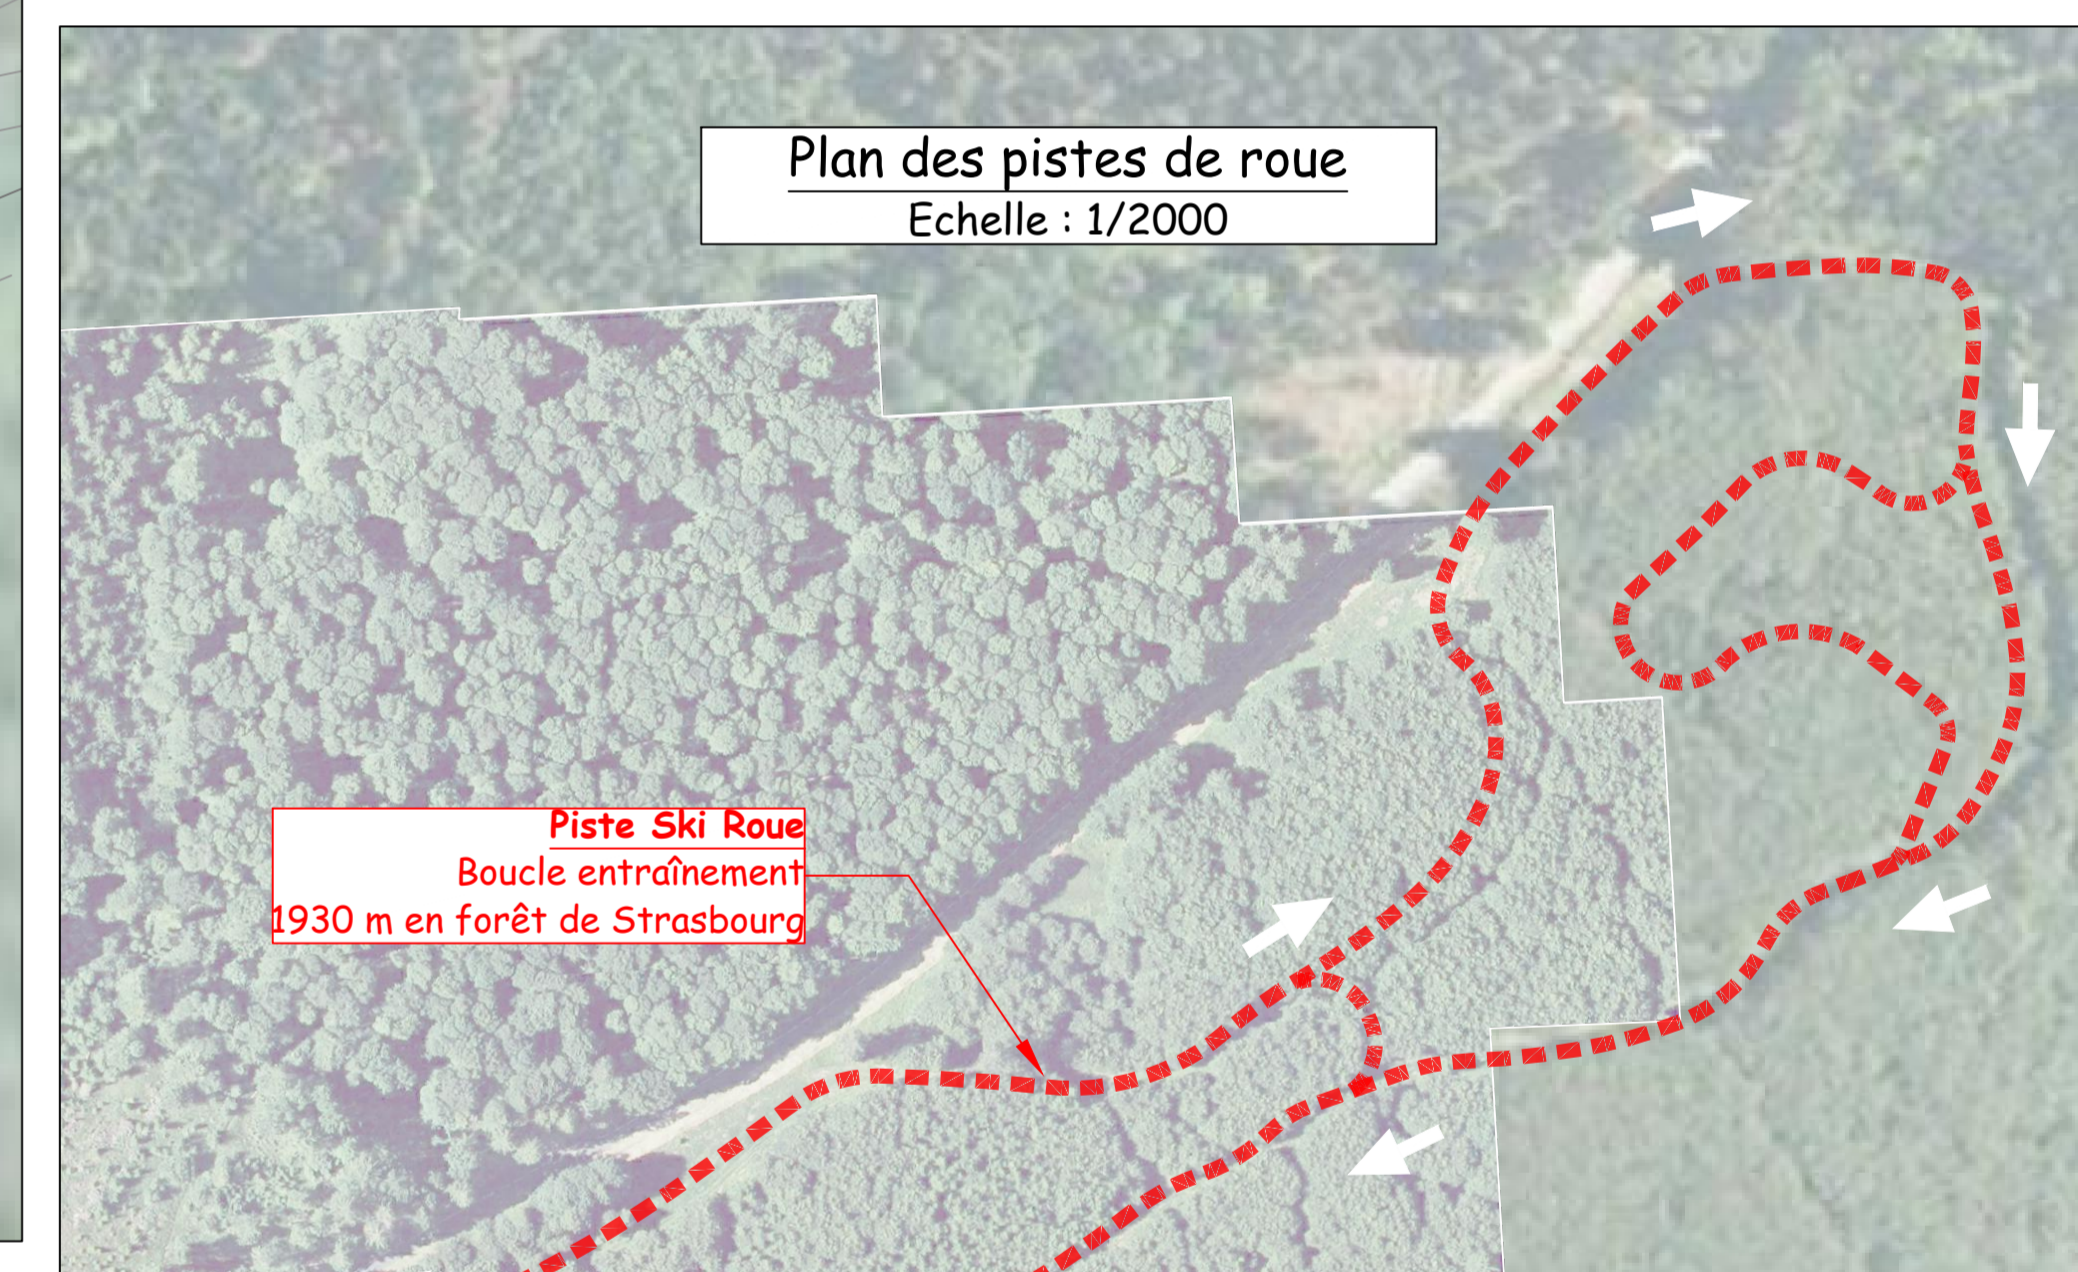 Plan des pistes de roue
Echelle : 1/2000
Piste Ski Roue
Boucle entraînement
1930 m en forêt de Strasbourg